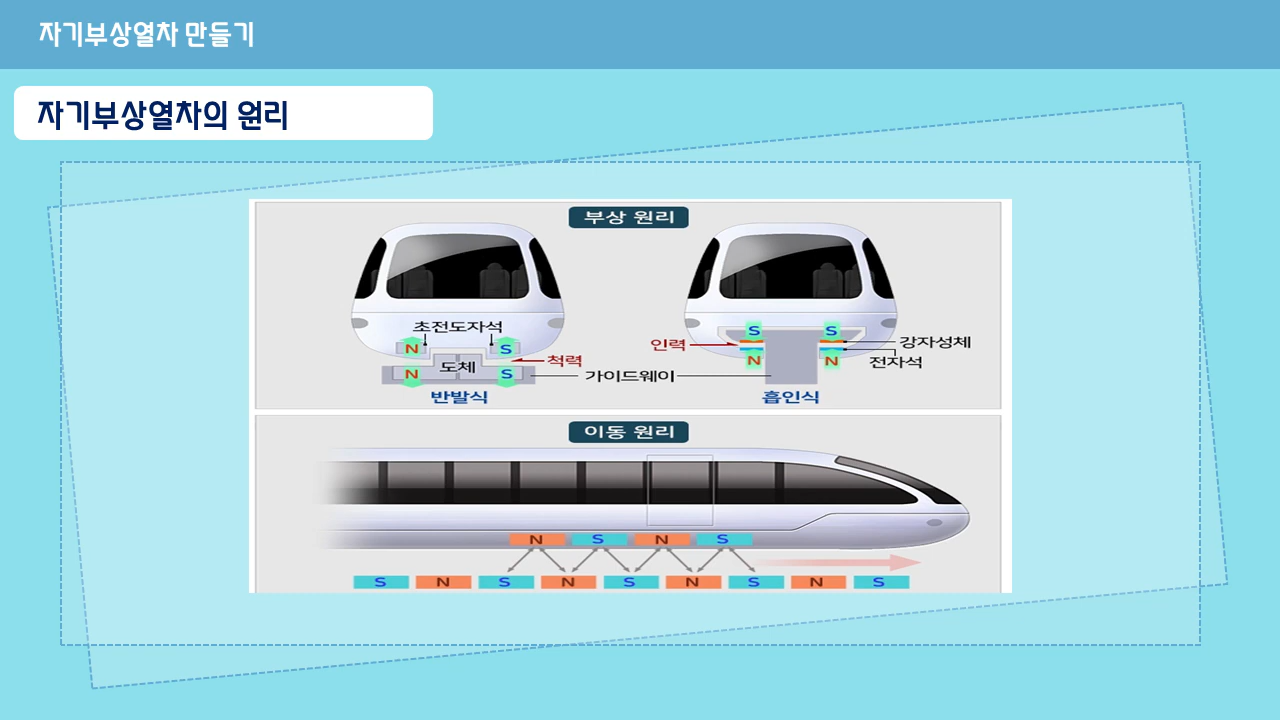 자기부상열차 만들기
자기부상열차의 원리
부상 원리
초전도자석
N S
척력
도체
N S
반발식
가이드웨이
S S
인력
강자성체
N N
전자석
흡인식
이동 원리
N S N S
S N S N S N S N S